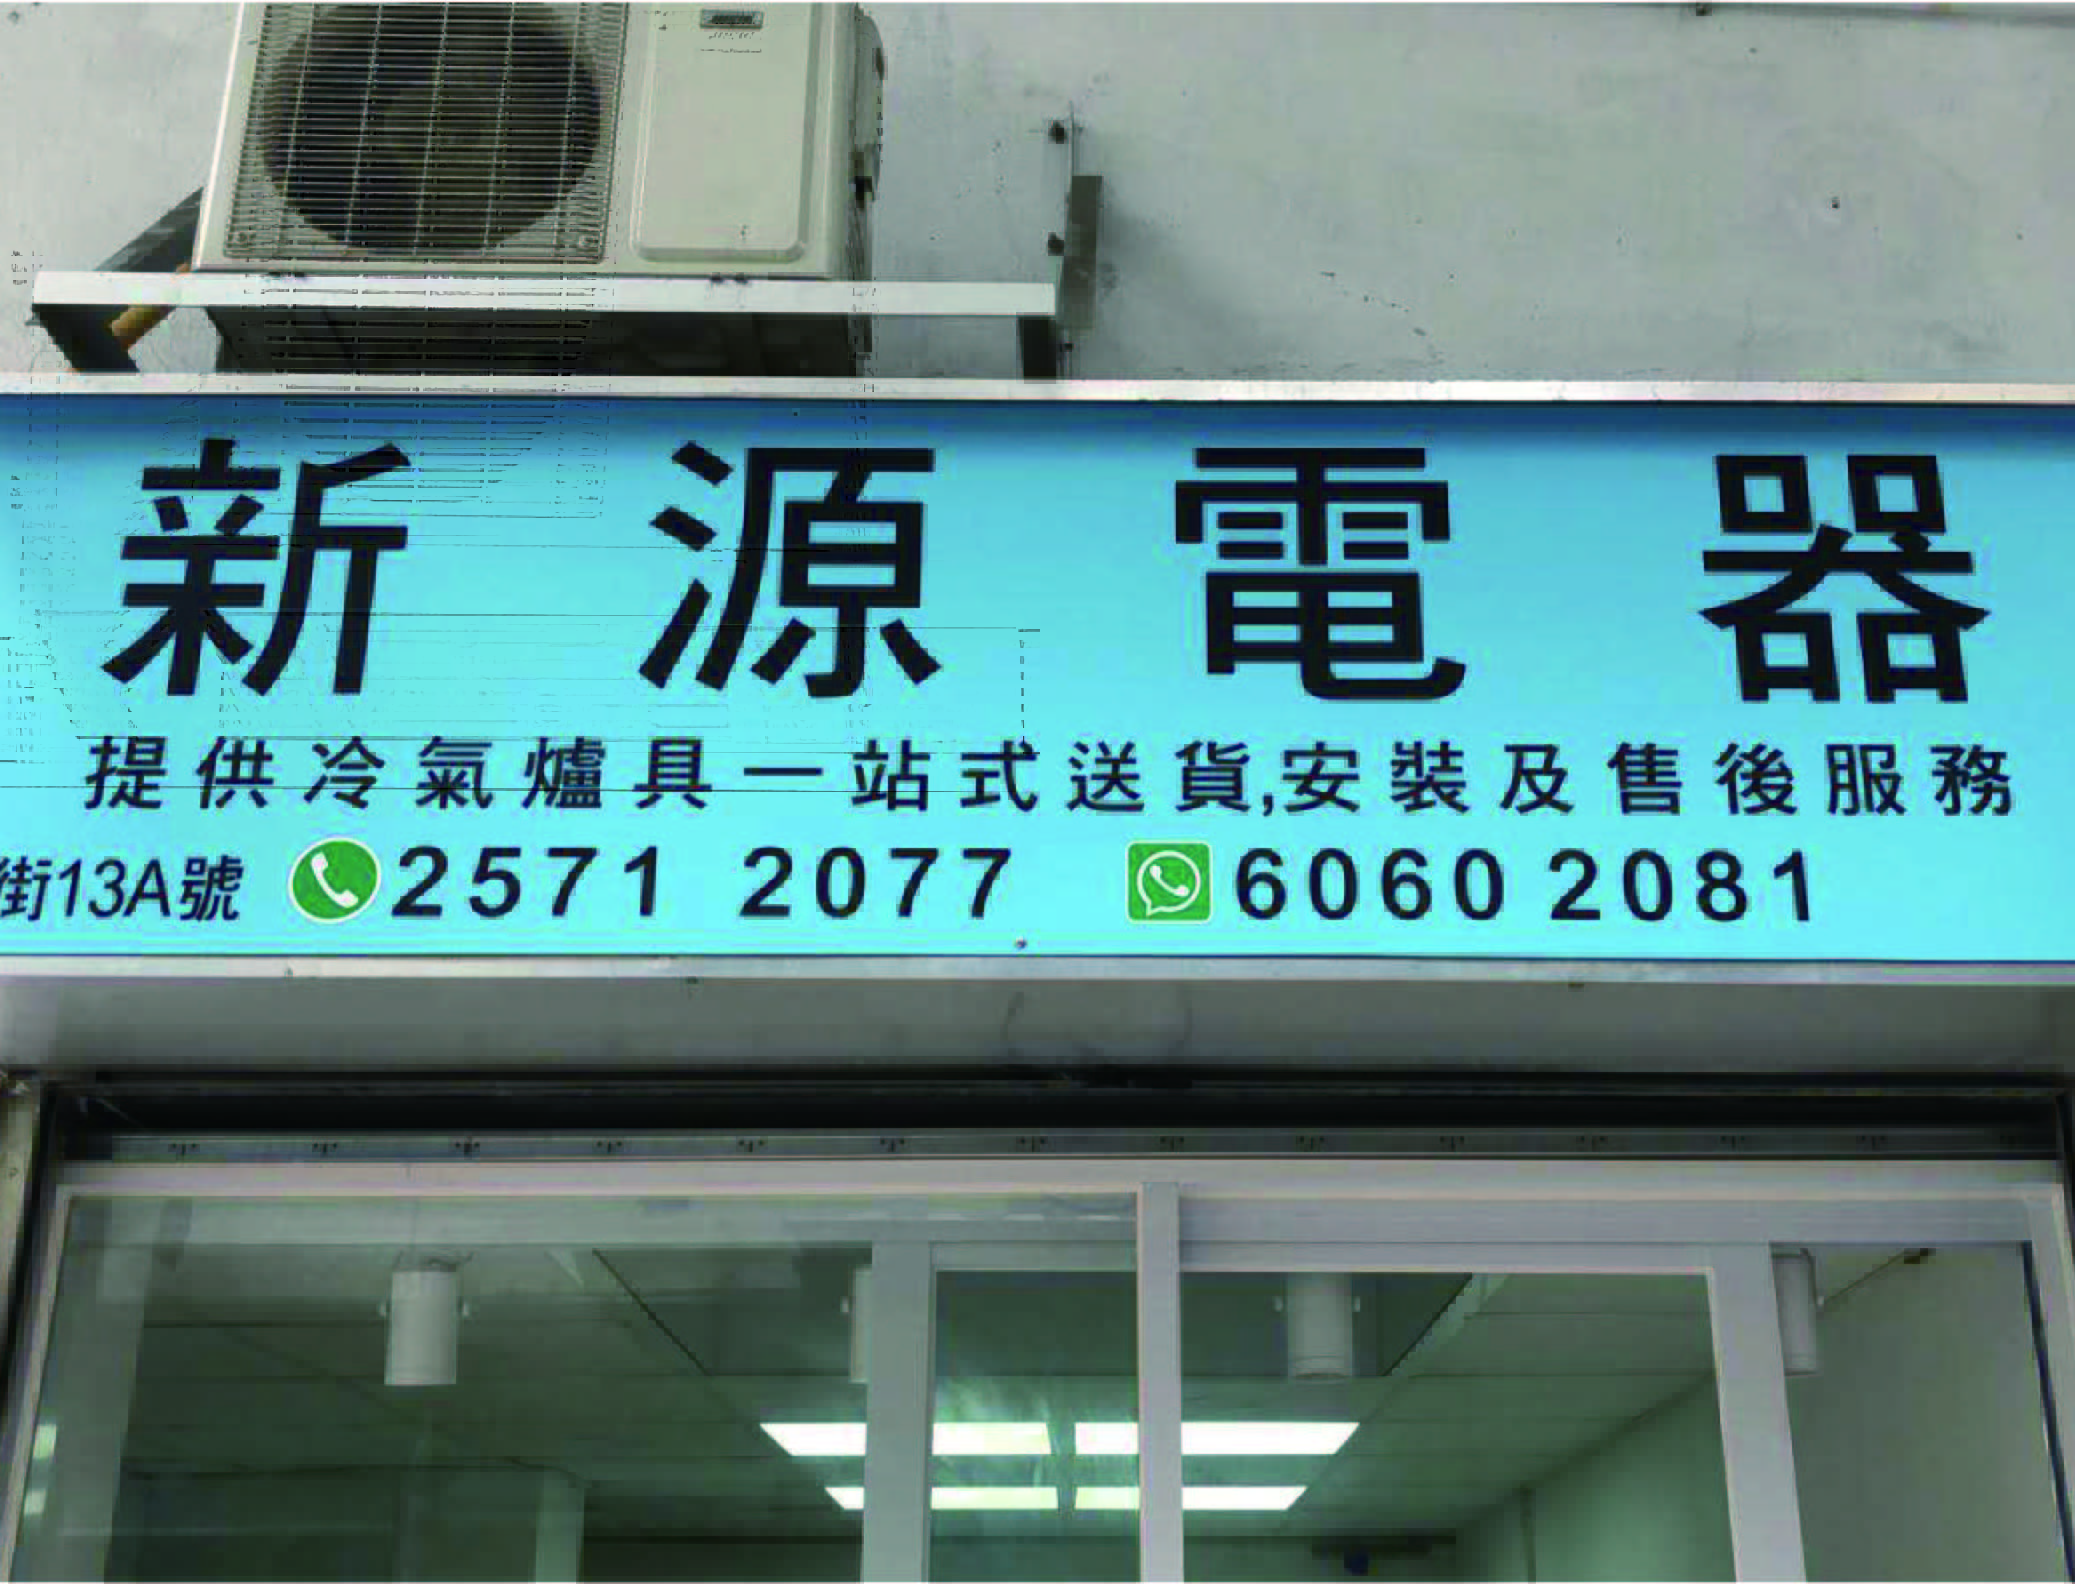 新源電器
提供冷氣爐具一站式送貨,安裝及售後服務
街13A號 2571 2077 6060 2081